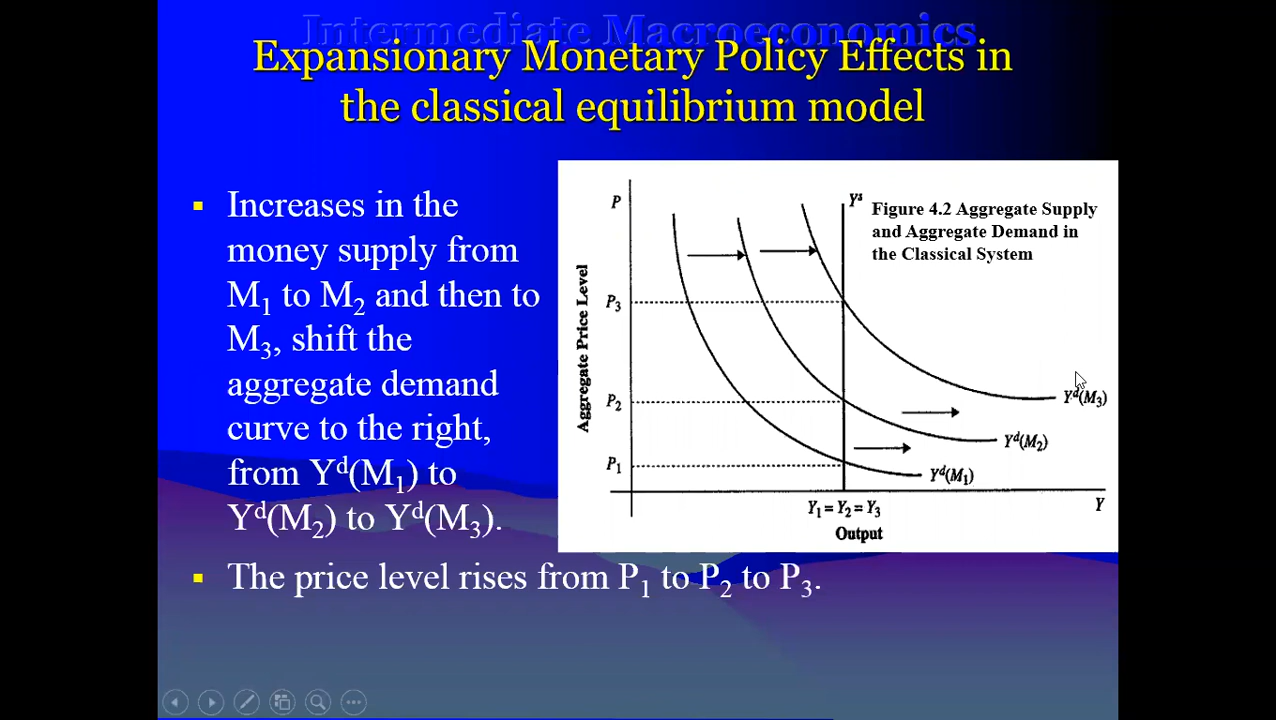 Intermediate Macroeconomics
Expansionary Monetary Policy Effects in
the classical equilibrium model
▪ Increases in the
money supply from
M₁ to M₂ and then to
M₃, shift the
aggregate demand
curve to the right,
from Yᵈ(M₁) to
Yᵈ(M₂) to Yᵈ(M₃).
▪ The price level rises from P₁ to P₂ to P₃.
Figure 4.2 Aggregate Supply
and Aggregate Demand in
the Classical System
P
Yˢ
Aggregate Price Level
P₃
P₂
P₁
Yᵈ(M₃)
Yᵈ(M₂)
Yᵈ(M₁)
Y₁ = Y₂ = Y₃
Y
Output